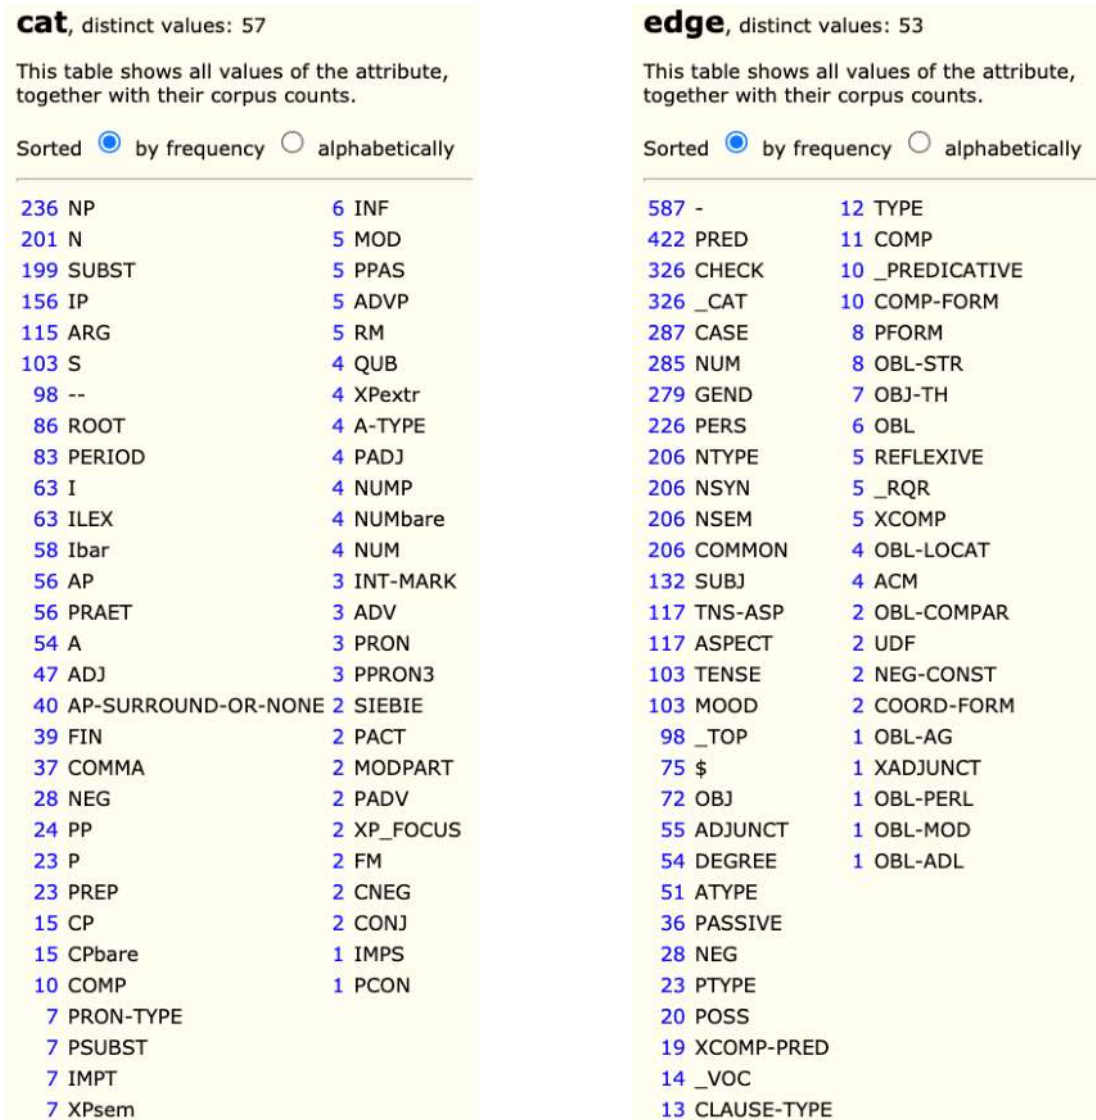 cat, distinct values: 57
This table shows all values of the attribute,
together with their corpus counts.
Sorted by frequency alphabetically
236 NP
201 N
199 SUBST
156 IP
115 ARG
103 S
98 --
86 ROOT
83 PERIOD
63 I
63 ILEX
58 Ibar
56 AP
56 PRAET
54 A
47 ADJ
40 AP-SURROUND-OR-NONE
39 FIN
37 COMMA
28 NEG
24 PP
23 P
23 PREP
15 CP
15 CPbare
10 COMP
7 PRON-TYPE
7 PSUBST
7 IMPT
7 XPsem
6 INF
5 MOD
5 PPAS
5 ADVP
5 RM
4 QUB
4 XPextr
4 A-TYPE
4 PADJ
4 NUMP
4 NUMbare
4 NUM
3 INT-MARK
3 ADV
3 PRON
3 PPRON3
2 SIEBIE
2 PACT
2 MODPART
2 PADV
2 XP_FOCUS
2 FM
2 CNEG
2 CONJ
1 IMPS
1 PCON
edge, distinct values: 53
This table shows all values of the attribute,
together with their corpus counts.
Sorted by frequency alphabetically
587 -
422 PRED
326 CHECK
326 _CAT
287 CASE
285 NUM
279 GEND
226 PERS
206 NTYPE
206 NSYN
206 NSEM
206 COMMON
132 SUBJ
117 TNS-ASP
117 ASPECT
103 TENSE
103 MOOD
98 _TOP
75 $
72 OBJ
55 ADJUNCT
54 DEGREE
51 ATYPE
36 PASSIVE
28 NEG
23 PTYPE
20 POSS
19 XCOMP-PRED
14 _VOC
13 CLAUSE-TYPE
12 TYPE
11 COMP
10 _PREDICATIVE
10 COMP-FORM
8 PFORM
8 OBL-STR
7 OBJ-TH
6 OBL
5 REFLEXIVE
5 _RQR
5 XCOMP
4 OBL-LOCAT
4 ACM
2 OBL-COMPAR
2 UDF
2 NEG-CONST
2 COORD-FORM
1 OBL-AG
1 XADJUNCT
1 OBL-PERL
1 OBL-MOD
1 OBL-ADL